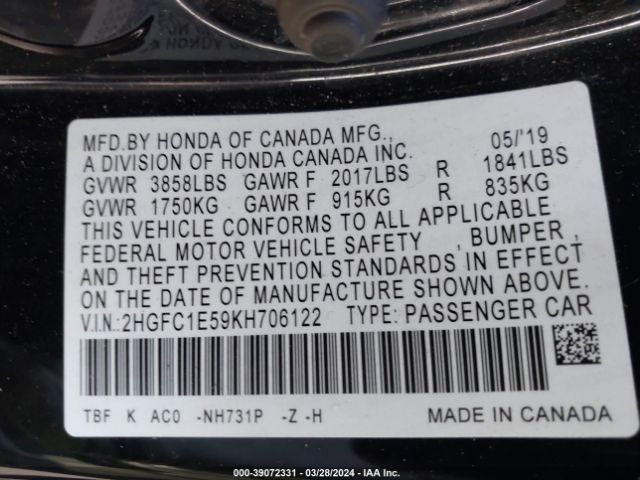 MFD.BY HONDA OF CANADA MFG., 05/'19
A DIVISION OF HONDA CANADA INC.
GVWR 3858LBS GAWR F 2017LBS R 1841LBS
GVWR 1750KG GAWR F 915KG R 835KG
THIS VEHICLE CONFORMS TO ALL APPLICABLE
FEDERAL MOTOR VEHICLE SAFETY , BUMPER ,
AND THEFT PREVENTION STANDARDS IN EFFECT
ON THE DATE OF MANUFACTURE SHOWN ABOVE.
V.I.N.:2HGFC1E59KH706122 TYPE: PASSENGER CAR
TBF K AC0 -NH731P -Z -H MADE IN CANADA
000-39072331 | 03/28/2024 - IAA Inc.